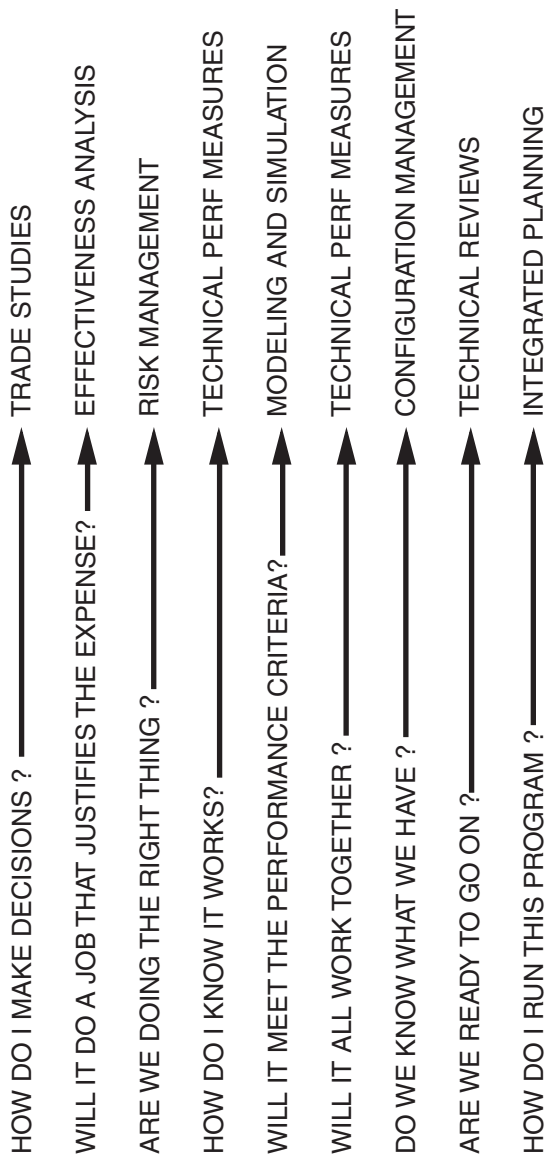 HOW DO I MAKE DECISIONS ? TRADE STUDIES
WILL IT DO A JOB THAT JUSTIFIES THE EXPENSE? EFFECTIVENESS ANALYSIS
ARE WE DOING THE RIGHT THING ? RISK MANAGEMENT
HOW DO I KNOW IT WORKS? TECHNICAL PERF MEASURES
WILL IT MEET THE PERFORMANCE CRITERIA? MODELING AND SIMULATION
WILL IT ALL WORK TOGETHER ? TECHNICAL PERF MEASURES
DO WE KNOW WHAT WE HAVE ? CONFIGURATION MANAGEMENT
ARE WE READY TO GO ON ? TECHNICAL REVIEWS
HOW DO I RUN THIS PROGRAM ? INTEGRATED PLANNING